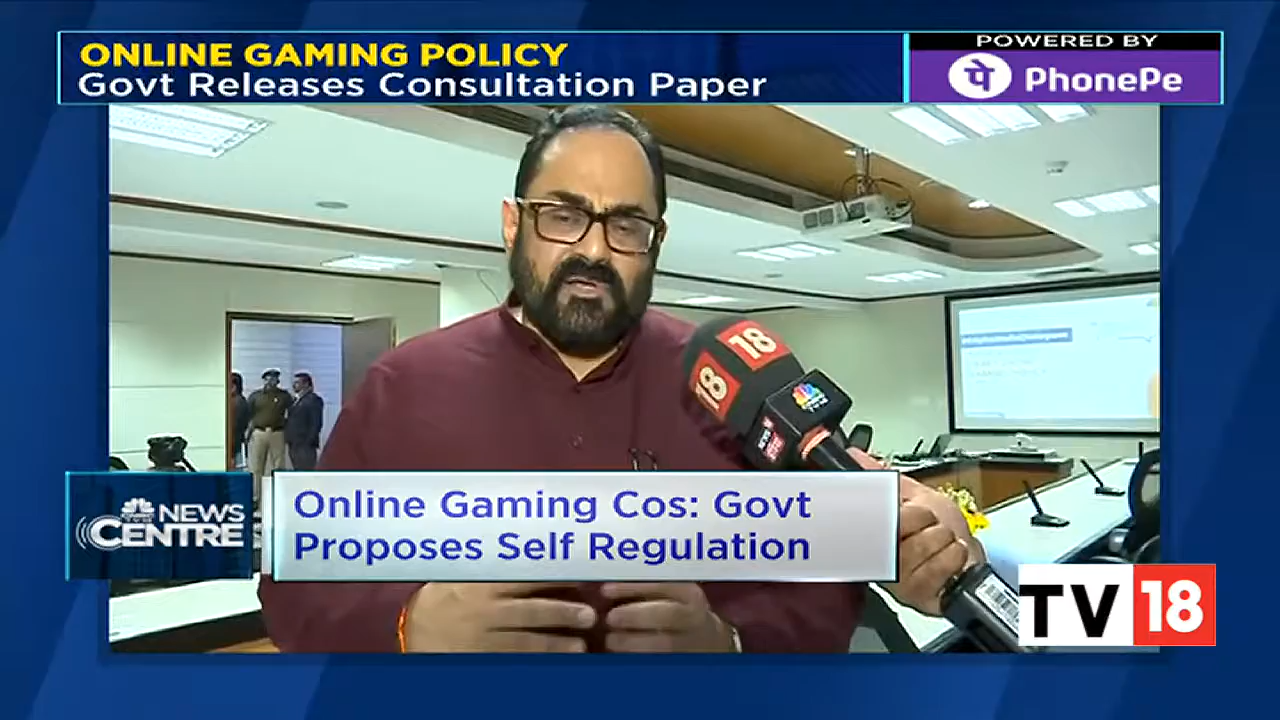 ONLINE GAMING POLICY
Govt Releases Consultation Paper
POWERED BY
पे PhonePe
18
18
NEWS
CENTRE
Online Gaming Cos: Govt
Proposes Self Regulation
TV18